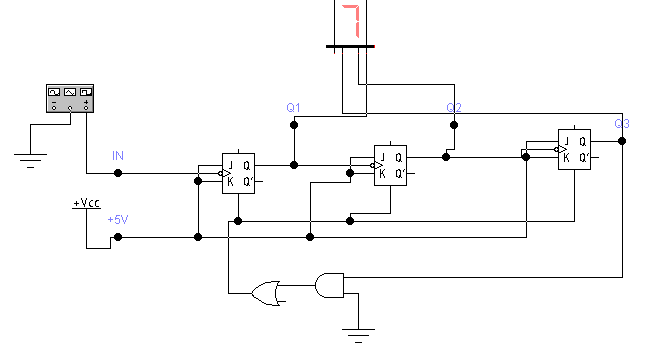 7
Q1
Q2
Q3
IN
J Q
K Q'
J Q
K Q'
J Q
K Q'
+Vcc
+5V
− +